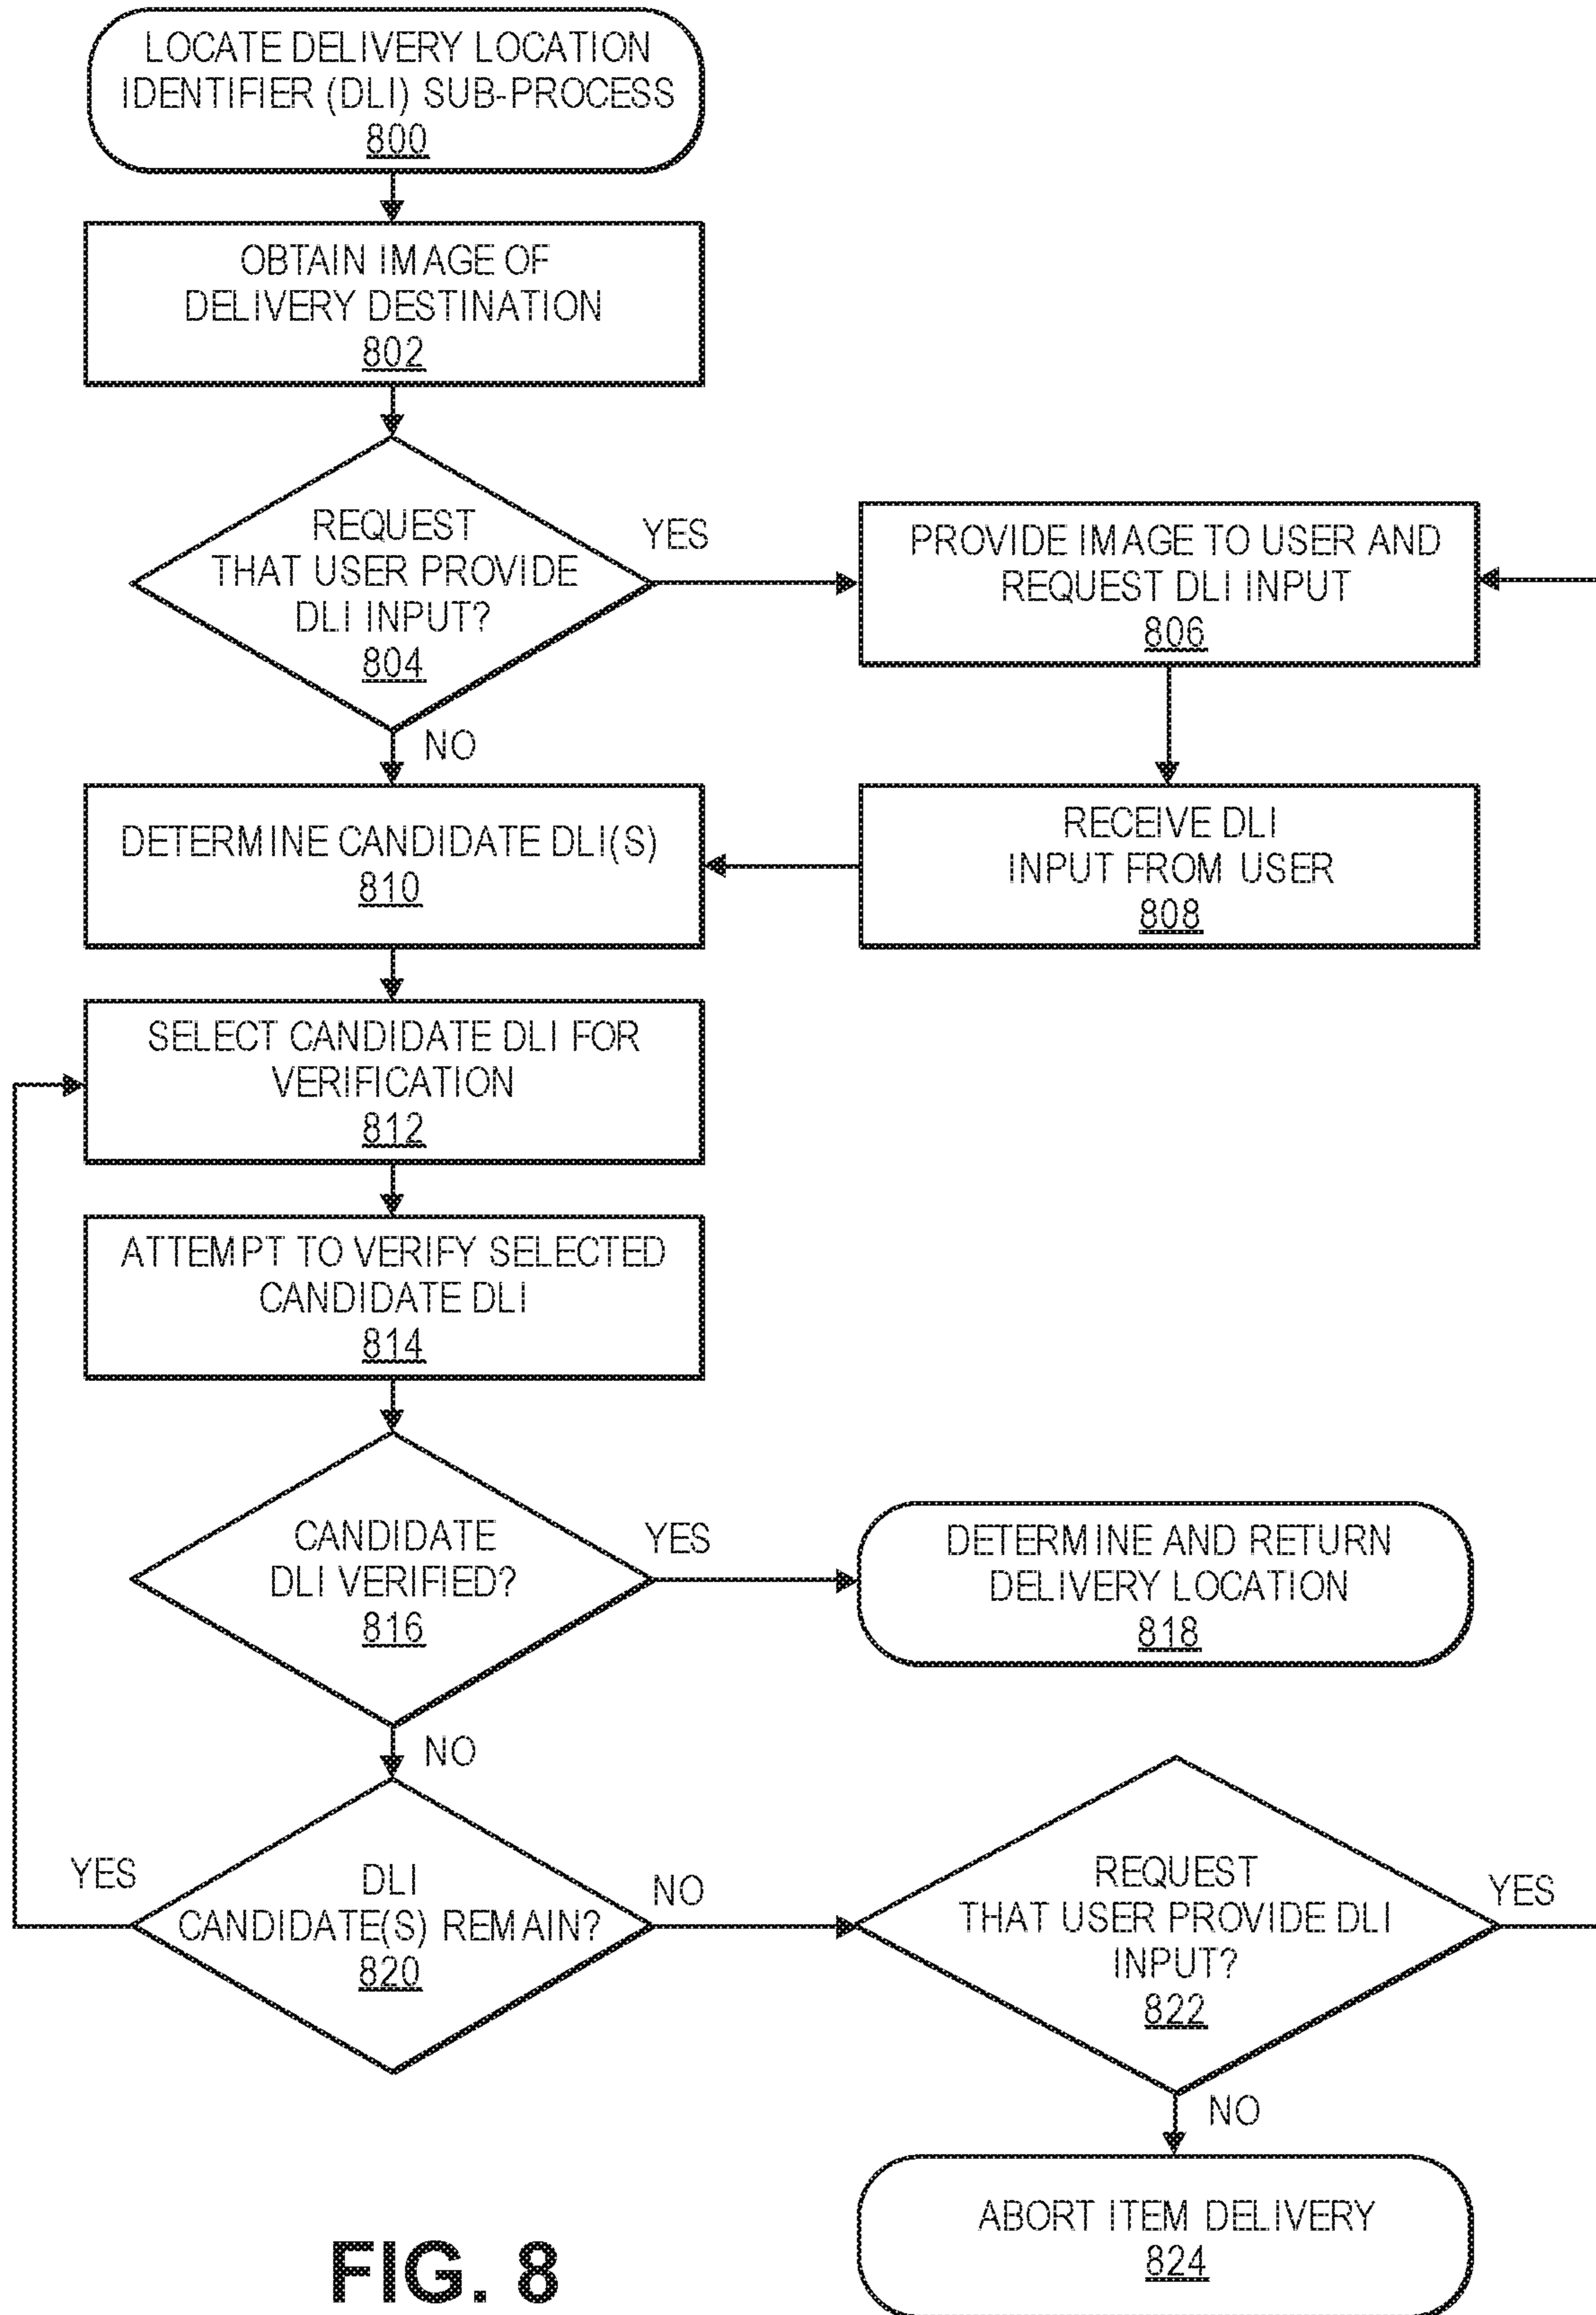 LOCATE DELIVERY LOCATION
IDENTIFIER (DLI) SUB-PROCESS
800
OBTAIN IMAGE OF
DELIVERY DESTINATION
802
REQUEST
THAT USER PROVIDE
DLI INPUT?
804
YES
NO
PROVIDE IMAGE TO USER AND
REQUEST DLI INPUT
806
RECEIVE DLI
INPUT FROM USER
808
DETERMINE CANDIDATE DLI(S)
810
SELECT CANDIDATE DLI FOR
VERIFICATION
812
ATTEMPT TO VERIFY SELECTED
CANDIDATE DLI
814
CANDIDATE
DLI VERIFIED?
816
YES
NO
DETERMINE AND RETURN
DELIVERY LOCATION
818
DLI
CANDIDATE(S) REMAIN?
820
YES
NO
REQUEST
THAT USER PROVIDE DLI
INPUT?
822
YES
NO
ABORT ITEM DELIVERY
824
FIG. 8